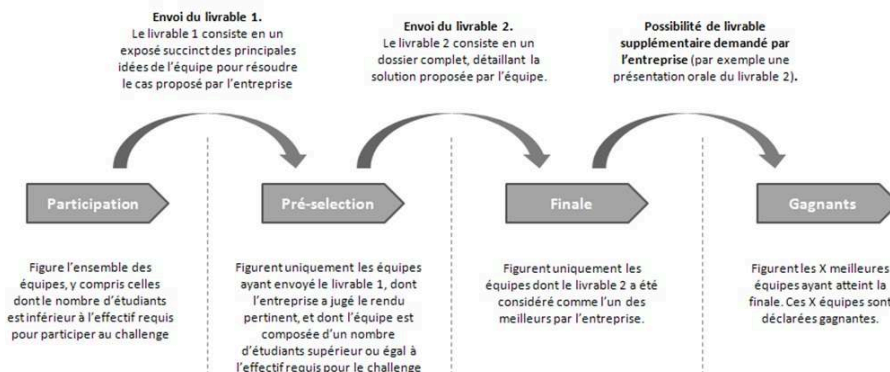 Envoi du livrable 1.
Le livrable 1 consiste en un
exposé succinct des principales
idées de l'équipe pour résoudre
le cas proposé par l'entreprise
Envoi du livrable 2.
Le livrable 2 consiste en un
dossier complet, détaillant la
solution proposée par l'équipe.
Possibilité de livrable
supplémentaire demandé par
l'entreprise (par exemple une
présentation orale du livrable 2).
Participation
Pré-selection
Finale
Gagnants
Figure l'ensemble des
équipes, y compris celles
dont le nombre d'étudiants
est inférieur à l'effectif requis
pour participer au challenge
Figurent uniquement les équipes
ayant envoyé le livrable 1, dont
l'entreprise a jugé le rendu
pertinent, et dont l'équipe est
composée d'un nombre
d'étudiants supérieur ou égal à
l'effectif requis pour le challenge
Figurent uniquement les
équipes dont le livrable 2 a été
considéré comme l'un des
meilleurs par l'entreprise.
Figurent les X meilleures
équipes ayant atteint la
finale. Ces X équipes sont
déclarées gagnantes.